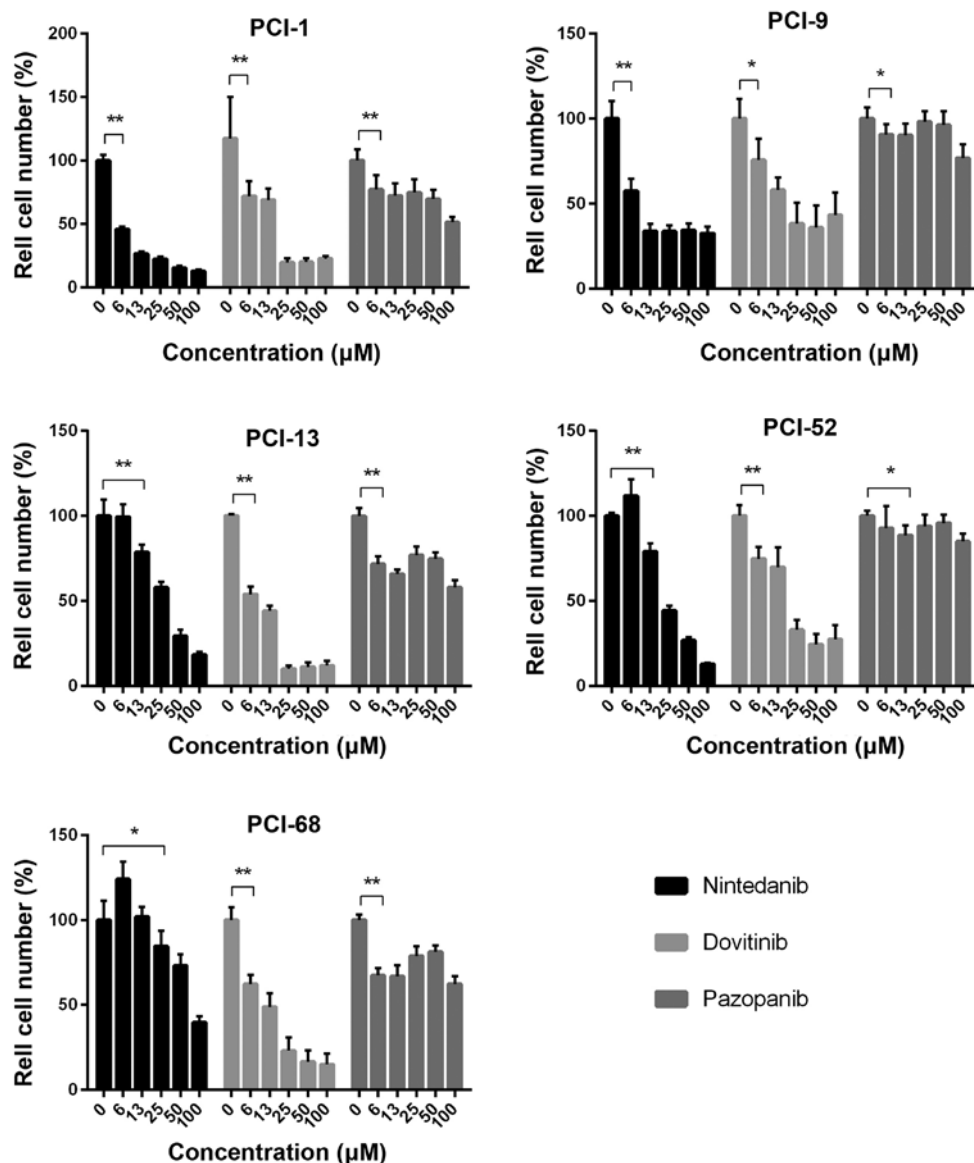 PCI-1
Rell cell number (%)
200
150
100
50
0
** ** **
0 6 13 25 50 100 0 6 13 25 50 100 0 6 13 25 50 100
Concentration (µM)
PCI-9
Rell cell number (%)
150
100
50
0
** * *
0 6 13 25 50 100 0 6 13 25 50 100 0 6 13 25 50 100
Concentration (µM)
PCI-13
Rell cell number (%)
150
100
50
0
** ** **
0 6 13 25 50 100 0 6 13 25 50 100 0 6 13 25 50 100
Concentration (µM)
PCI-52
Rell cell number (%)
150
100
50
0
** ** *
0 6 13 25 50 100 0 6 13 25 50 100 0 6 13 25 50 100
Concentration (µM)
PCI-68
Rell cell number (%)
150
100
50
0
* ** **
0 6 13 25 50 100 0 6 13 25 50 100 0 6 13 25 50 100
Concentration (µM)
Nintedanib
Dovitinib
Pazopanib